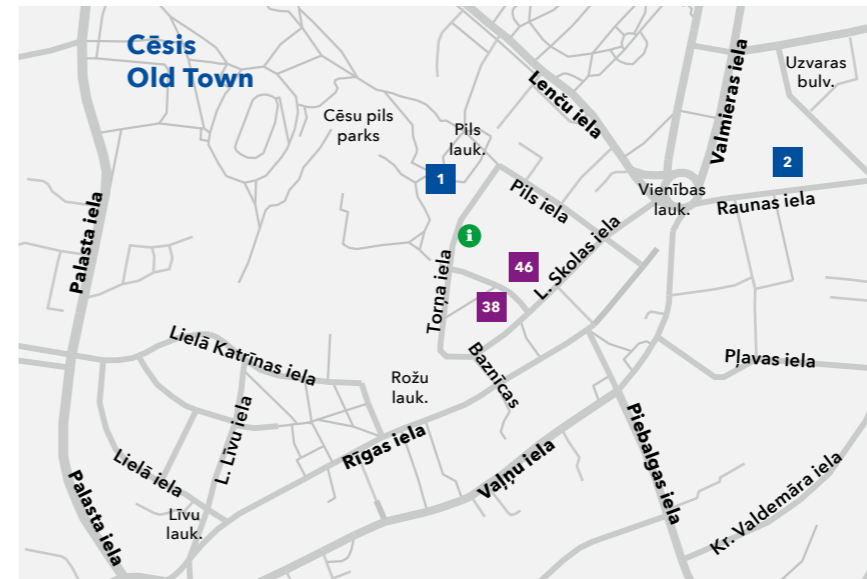 Cēsis
Old Town
Uzvaras
bulv.
Lenču iela
Valmieras iela
Cēsu pils
parks
Pils
lauk.
1
2
Pils iela
Vienības
lauk.
Raunas iela
Palasta iela
i
L. Skolas iela
46
Torņa iela
38
Lielā Katrīnas iela
Baznīcas
Pļavas iela
Rožu
lauk.
L. Līvu iela
Rīgas iela
Piebalgas iela
Lielā iela
Vaļņu iela
Kr. Valdemāra iela
Palasta iela
Līvu
lauk.